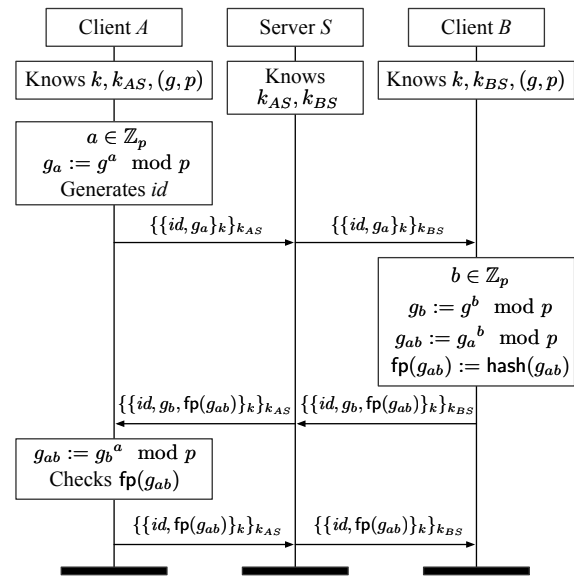 Client A
Server S
Client B
Knows k, k_{AS}, (g, p)
Knows
k_{AS}, k_{BS}
Knows k, k_{BS}, (g, p)
a ∈ ℤ_p
g_a := g^a mod p
Generates id
{{id, g_a}_k}_{k_{AS}}
{{id, g_a}_k}_{k_{BS}}
b ∈ ℤ_p
g_b := g^b mod p
g_{ab} := g_a^b mod p
fp(g_{ab}) := hash(g_{ab})
{{id, g_b, fp(g_{ab})}_k}_{k_{AS}}
{{id, g_b, fp(g_{ab})}_k}_{k_{BS}}
g_{ab} := g_b^a mod p
Checks fp(g_{ab})
{{id, fp(g_{ab})}_k}_{k_{AS}}
{{id, fp(g_{ab})}_k}_{k_{BS}}